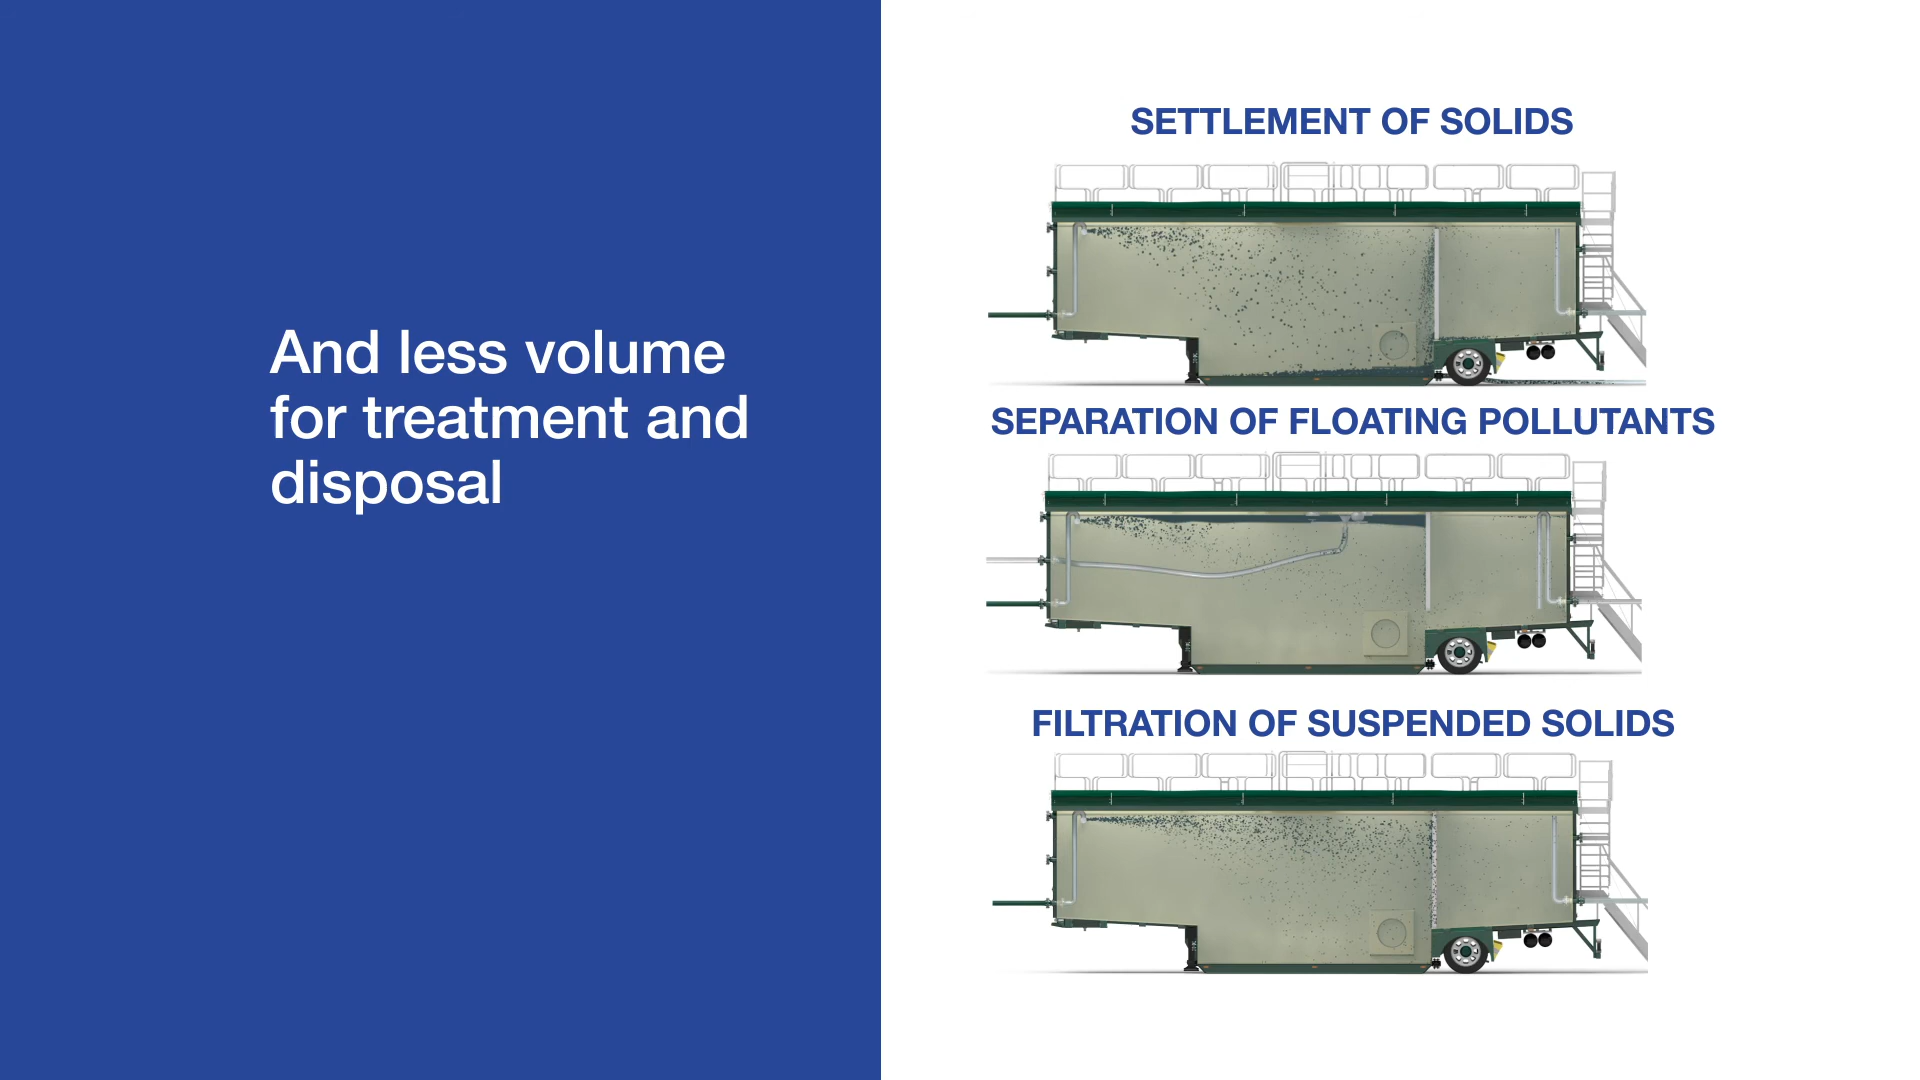 And less volume
for treatment and
disposal
SETTLEMENT OF SOLIDS
SEPARATION OF FLOATING POLLUTANTS
FILTRATION OF SUSPENDED SOLIDS